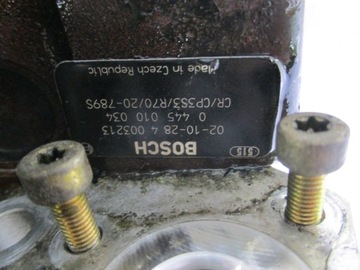 515
BOSCH
02-10-28 4 003213
0 445 010 034
CR/CP3S3/R70/20-789S
Made in Czech Republic